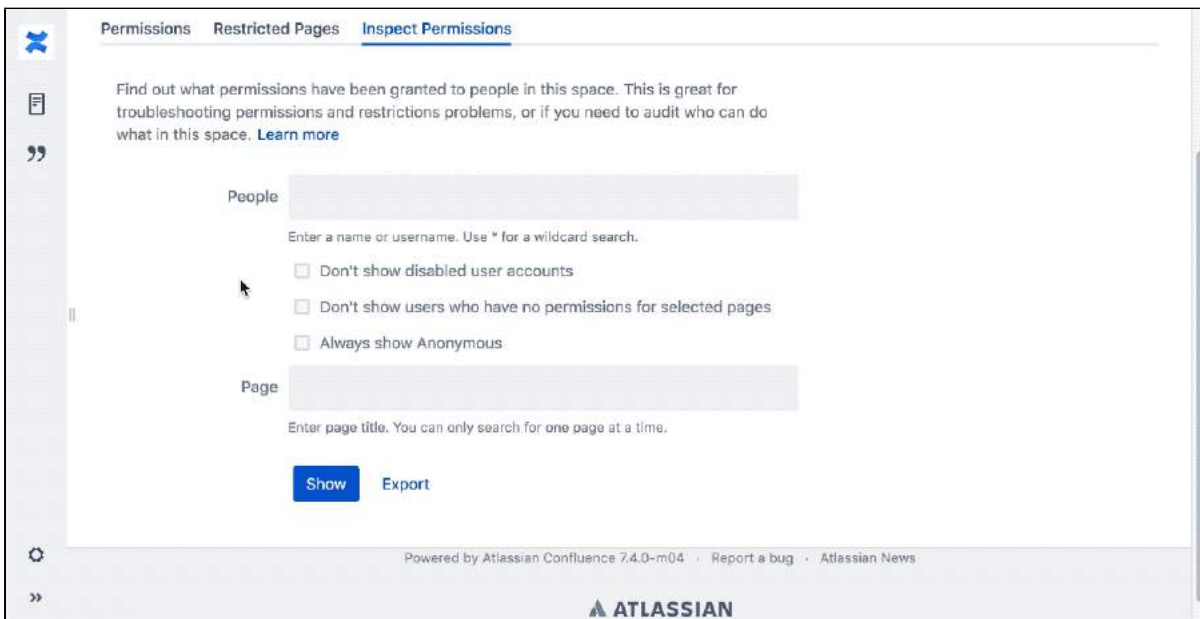 Permissions Restricted Pages Inspect Permissions
Find out what permissions have been granted to people in this space. This is great for
troubleshooting permissions and restrictions problems, or if you need to audit who can do
what in this space. Learn more
People
Enter a name or username. Use * for a wildcard search.
Don't show disabled user accounts
Don't show users who have no permissions for selected pages
Always show Anonymous
Page
Enter page title. You can only search for one page at a time.
Show Export
Powered by Atlassian Confluence 7.4.0-m04 · Report a bug · Atlassian News
ATLASSIAN